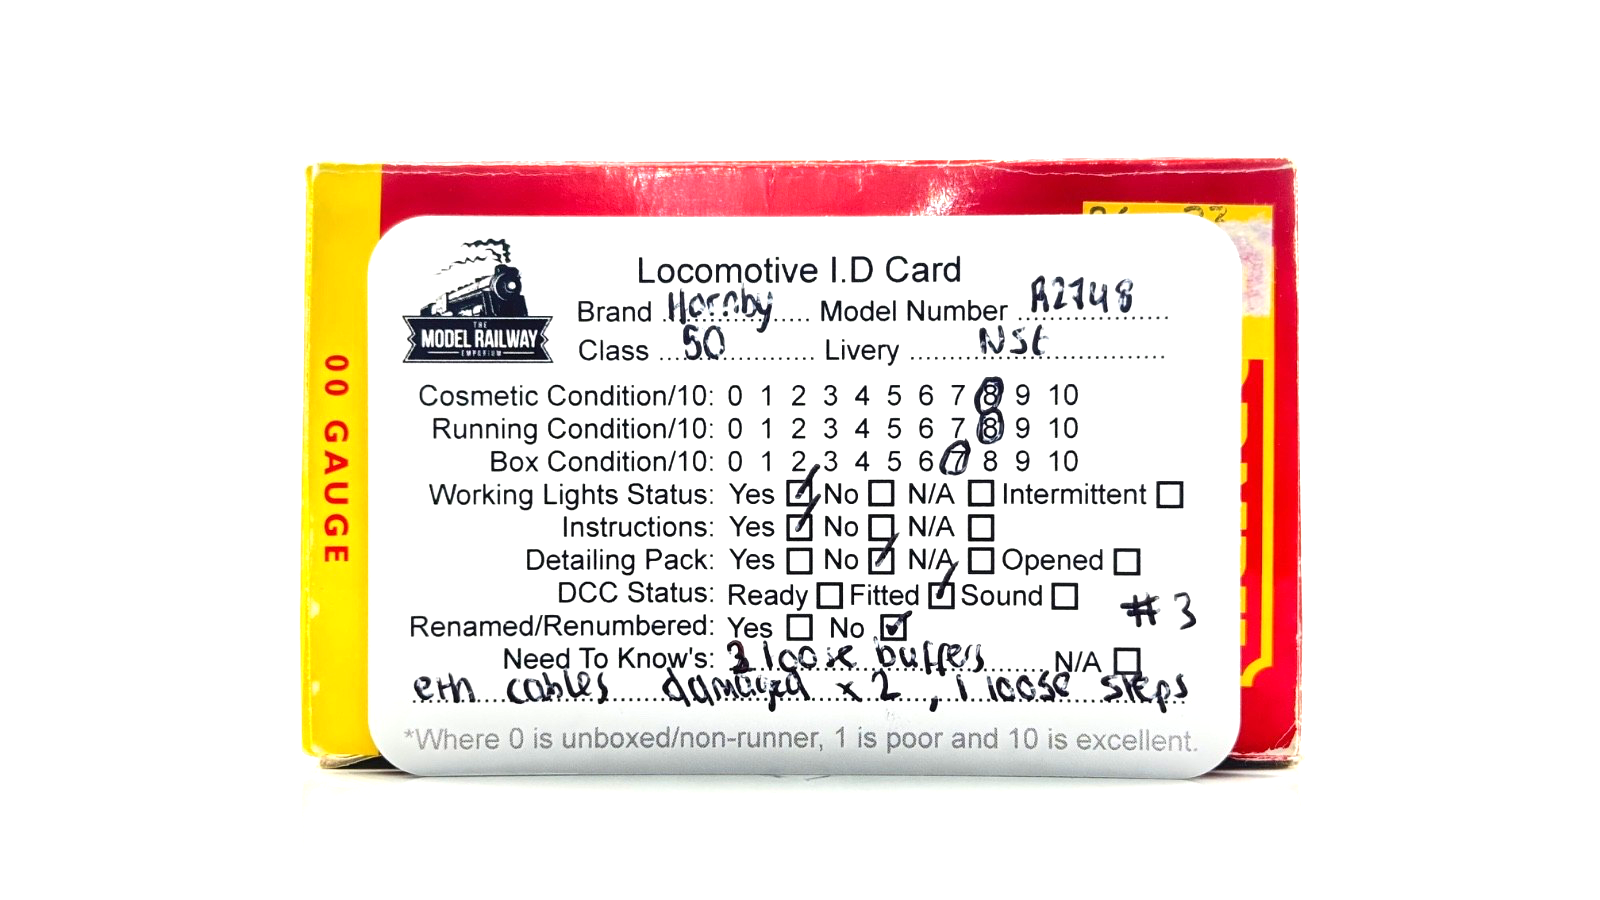 00 GAUGE
THE
MODEL RAILWAY
EMPORIUM
Locomotive I.D Card
Brand Hornby Model Number R2748
Class 50 Livery NSE
Cosmetic Condition/10: 0 1 2 3 4 5 6 7 8 9 10
Running Condition/10: 0 1 2 3 4 5 6 7 8 9 10
Box Condition/10: 0 1 2 3 4 5 6 7 8 9 10
Working Lights Status: Yes No N/A Intermittent
Instructions: Yes No N/A
Detailing Pack: Yes No N/A Opened
DCC Status: Ready Fitted Sound
#3
Renamed/Renumbered: Yes No
Need To Know's: 3 loose buffers N/A
eth cables damaged x2, 1 loose steps
*Where 0 is unboxed/non-runner, 1 is poor and 10 is excellent.